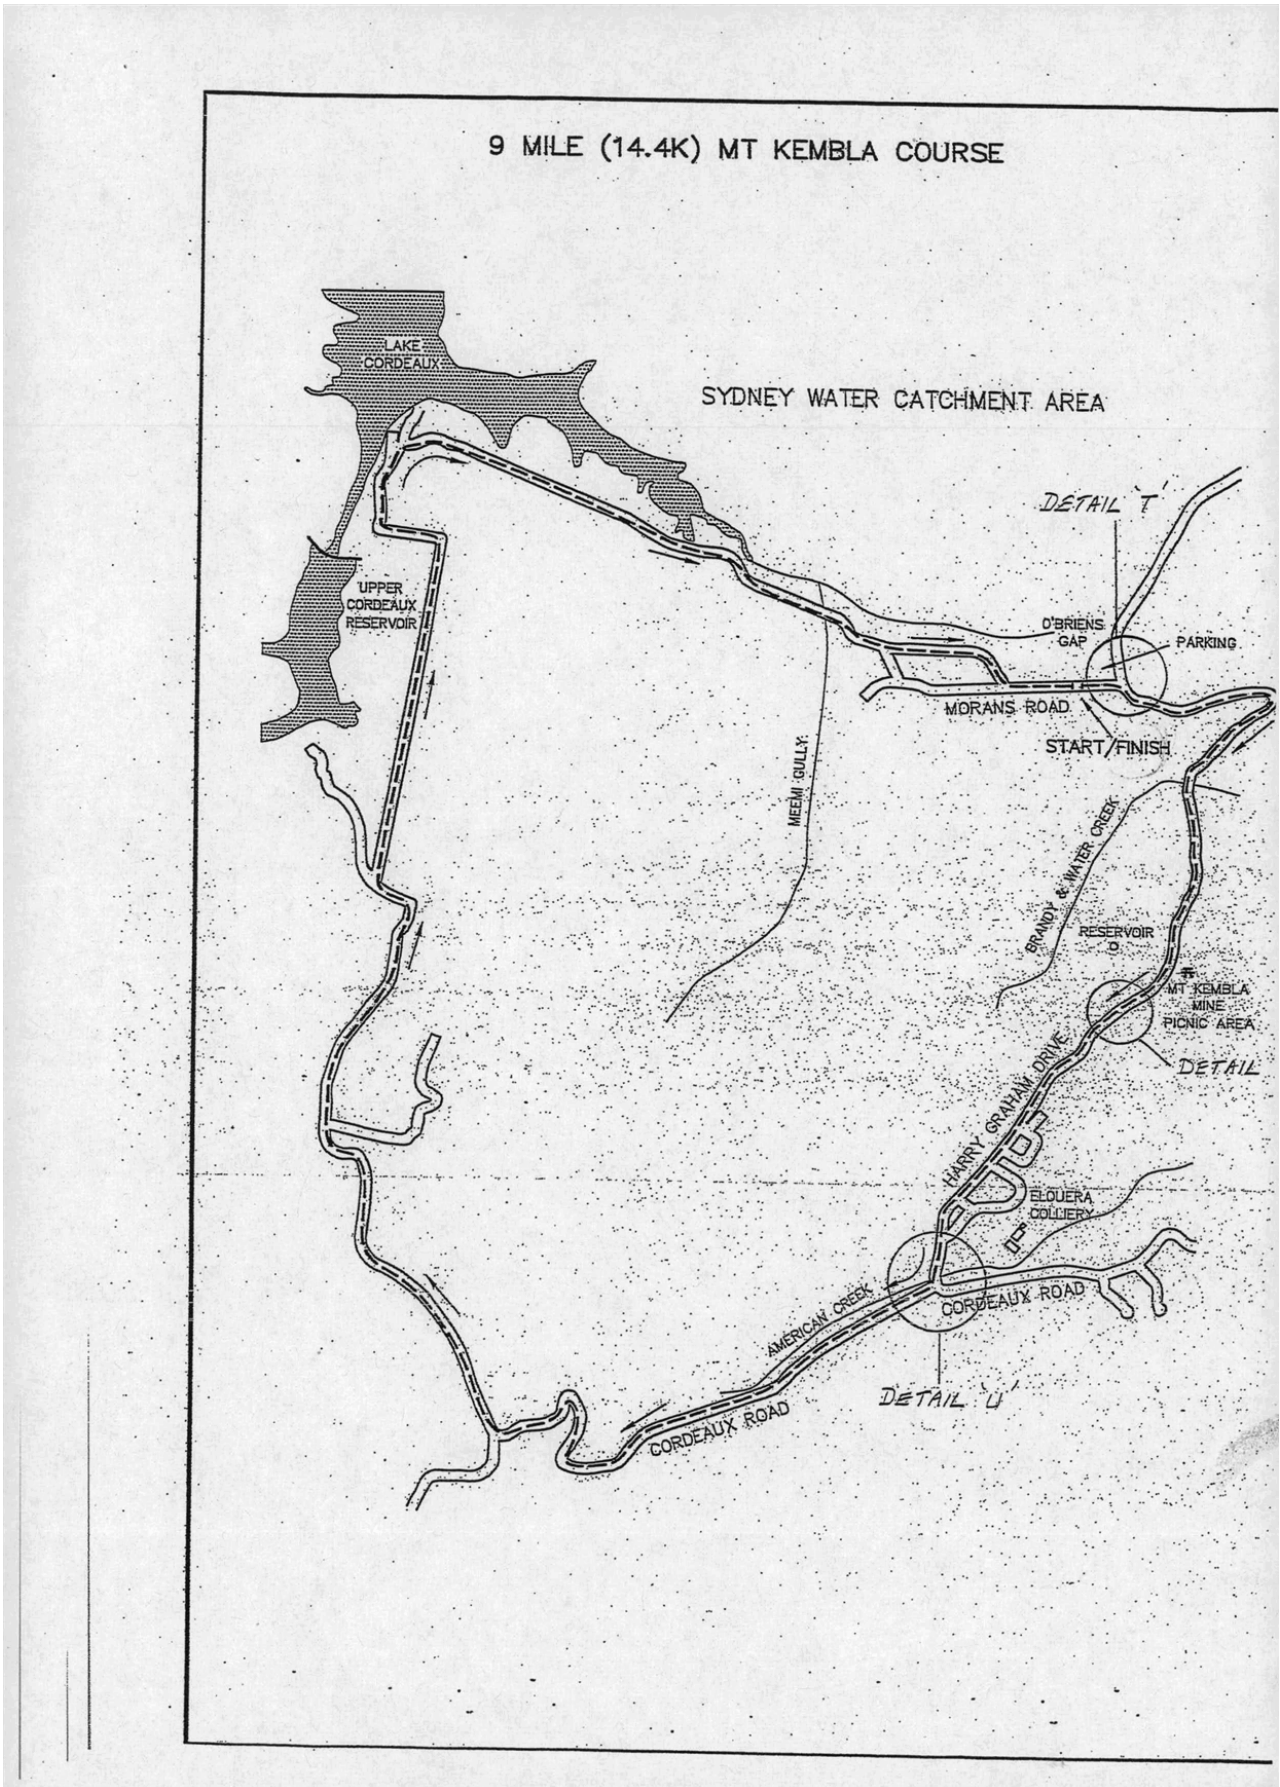 9 MILE (14.4K) MT KEMBLA COURSE
LAKE
CORDEAUX
SYDNEY WATER CATCHMENT AREA
DETAIL 'T'
UPPER
CORDEAUX
RESERVOIR
O'BRIENS
GAP
PARKING
MORANS ROAD
START/FINISH
MEEMI GULLY
BRANDY & WATER CREEK
RESERVOIR
MT KEMBLA
MINE
PICNIC AREA
DETAIL
HARRY GRAHAM DRIVE
ELOUERA
COLLIERY
AMERICAN CREEK
CORDEAUX ROAD
DETAIL 'U'
CORDEAUX ROAD